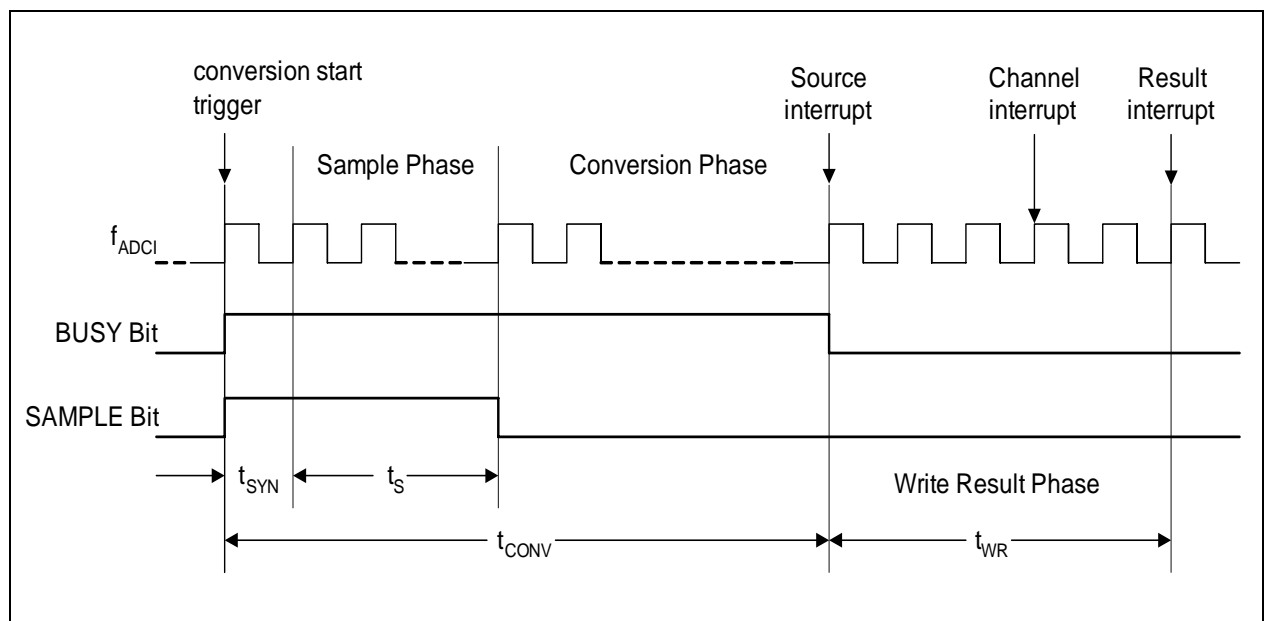 conversion start
trigger
Source
interrupt
Channel
interrupt
Result
interrupt
Sample Phase
Conversion Phase
fADCI
BUSY Bit
SAMPLE Bit
tSYN
tS
Write Result Phase
tCONV
tWR